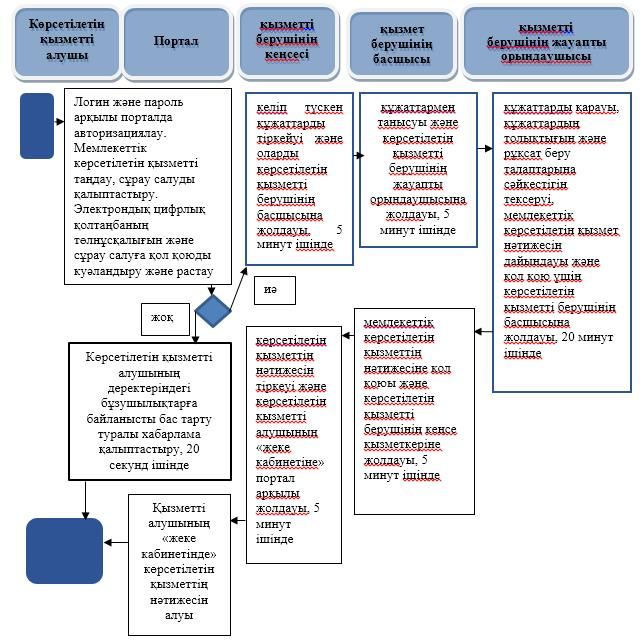 Көрсетілетін
қызметті
алушы
Портал
қызметті
берушінің
кеңсесі
қызмет
берушінің
басшысы
қызметті
берушінің жауапты
орындаушысы
Логин және пароль
арқылы порталда
авторизациялау.
Мемлекеттік
көрсетілетін қызметті
таңдау, сұрау салуды
қалыптастыру.
Электрондық цифрлық
қолтаңбаның
төлнұсқалығын және
сұрау салуға қол қоюды
куәландыру және растау
келіп түскен
құжаттарды
тіркейүі және
оларды
көрсетілетін
қызметті
берушінің
басшысына
жолдауы, 5
минут ішінде
құжаттармен
танысуы және
көрсетілетін
қызметті
берушінің
жауапты
орындаушысына
жолдауы, 5
минут ішінде
құжаттарды қарауы,
құжаттардың
толықтығын және
рұқсат беру
талаптарына
сәйкестігін
тексеруі,
мемлекеттік
көрсетілетін қызмет
нәтижесін
дайындауы және
қол қою үшін
көрсетілетін
қызметті берушінің
басшысына
жолдауы, 20 минут
ішінде
иә
жоқ
Көрсетілетін қызметті
алушының
деректеріндегі
бұзушылықтарға
байланысты бас тарту
туралы хабарлама
қалыптастыру, 20
секунд ішінде
көрсетілетін
қызметтің
нәтижесін
тіркеуі және
көрсетілетін
қызметті
алушының
«жеке
кабинетіне»
портал
арқылы
жолдауы, 5
минут
ішінде
мемлекеттік
көрсетілетін
қызметтің
нәтижесіне қол
қоюы және
көрсетілетін
қызметті
берушінің кеңсе
қызметкеріне
жолдауы, 5
минут ішінде
Қызметті
алушының
«жеке
кабинетінде»
көрсетілетін
қызметтің
нәтижесін
алуы